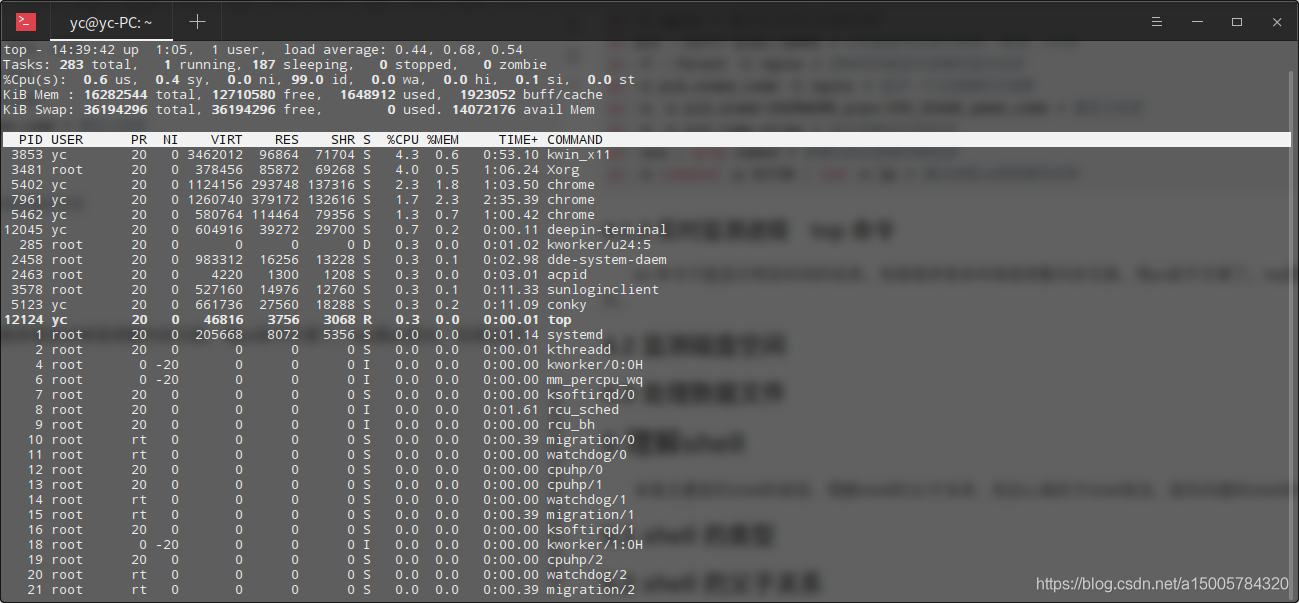 yc@yc-PC: ~
top - 14:39:42 up  1:05,  1 user,  load average: 0.44, 0.68, 0.54
Tasks: 283 total,   1 running, 187 sleeping,   0 stopped,   0 zombie
%Cpu(s):  0.6 us,  0.4 sy,  0.0 ni, 99.0 id,  0.0 wa,  0.0 hi,  0.1 si,  0.0 st
KiB Mem : 16282544 total, 12710580 free,  1648912 used,  1923052 buff/cache
KiB Swap: 36194296 total, 36194296 free,        0 used. 14072176 avail Mem
PID USER      PR  NI    VIRT    RES    SHR S  %CPU %MEM     TIME+ COMMAND
3853 yc        20   0 3462012  96864  71704 S   4.3  0.6   0:53.10 kwin_x11
3481 root      20   0  378456  85872  69268 S   4.0  0.5   1:06.24 Xorg
5402 yc        20   0 1124156 293748 137316 S   2.3  1.8   1:03.50 chrome
7961 yc        20   0 1260740 379172 132616 S   1.7  2.3   2:35.39 chrome
5462 yc        20   0  580764 114464  79356 S   1.3  0.7   1:00.42 chrome
12045 yc        20   0  604916  39272  29700 S   0.7  0.2   0:00.11 deepin-terminal
285 root      20   0       0      0      0 D   0.3  0.0   0:01.02 kworker/u24:5
2458 root      20   0  983312  16256  13228 S   0.3  0.1   0:02.98 dde-system-daem
2463 root      20   0    4220   1300   1208 S   0.3  0.0   0:03.01 acpid
3578 root      20   0  527160  14976  12760 S   0.3  0.1   0:11.33 sunloginclient
5123 yc        20   0  661736  27560  18288 S   0.3  0.2   0:11.09 conky
12124 yc        20   0   46816   3756   3068 R   0.3  0.0   0:00.01 top
1 root      20   0  205668   8072   5356 S   0.0  0.0   0:01.14 systemd
2 root      20   0       0      0      0 S   0.0  0.0   0:00.01 kthreadd
4 root       0 -20       0      0      0 I   0.0  0.0   0:00.00 kworker/0:0H
6 root       0 -20       0      0      0 I   0.0  0.0   0:00.00 mm_percpu_wq
7 root      20   0       0      0      0 S   0.0  0.0   0:00.00 ksoftirqd/0
8 root      20   0       0      0      0 I   0.0  0.0   0:01.61 rcu_sched
9 root      20   0       0      0      0 I   0.0  0.0   0:00.00 rcu_bh
10 root      rt   0       0      0      0 S   0.0  0.0   0:00.39 migration/0
11 root      rt   0       0      0      0 S   0.0  0.0   0:00.00 watchdog/0
12 root      20   0       0      0      0 S   0.0  0.0   0:00.00 cpuhp/0
13 root      20   0       0      0      0 S   0.0  0.0   0:00.00 cpuhp/1
14 root      rt   0       0      0      0 S   0.0  0.0   0:00.00 watchdog/1
15 root      rt   0       0      0      0 S   0.0  0.0   0:00.39 migration/1
16 root      20   0       0      0      0 S   0.0  0.0   0:00.00 ksoftirqd/1
18 root       0 -20       0      0      0 I   0.0  0.0   0:00.00 kworker/1:0H
19 root      20   0       0      0      0 S   0.0  0.0   0:00.00 cpuhp/2
20 root      rt   0       0      0      0 S   0.0  0.0   0:00.00 watchdog/2
21 root      rt   0       0      0      0 S   0.0  0.0   0:00.39 migration/2
https://blog.csdn.net/a15005784320